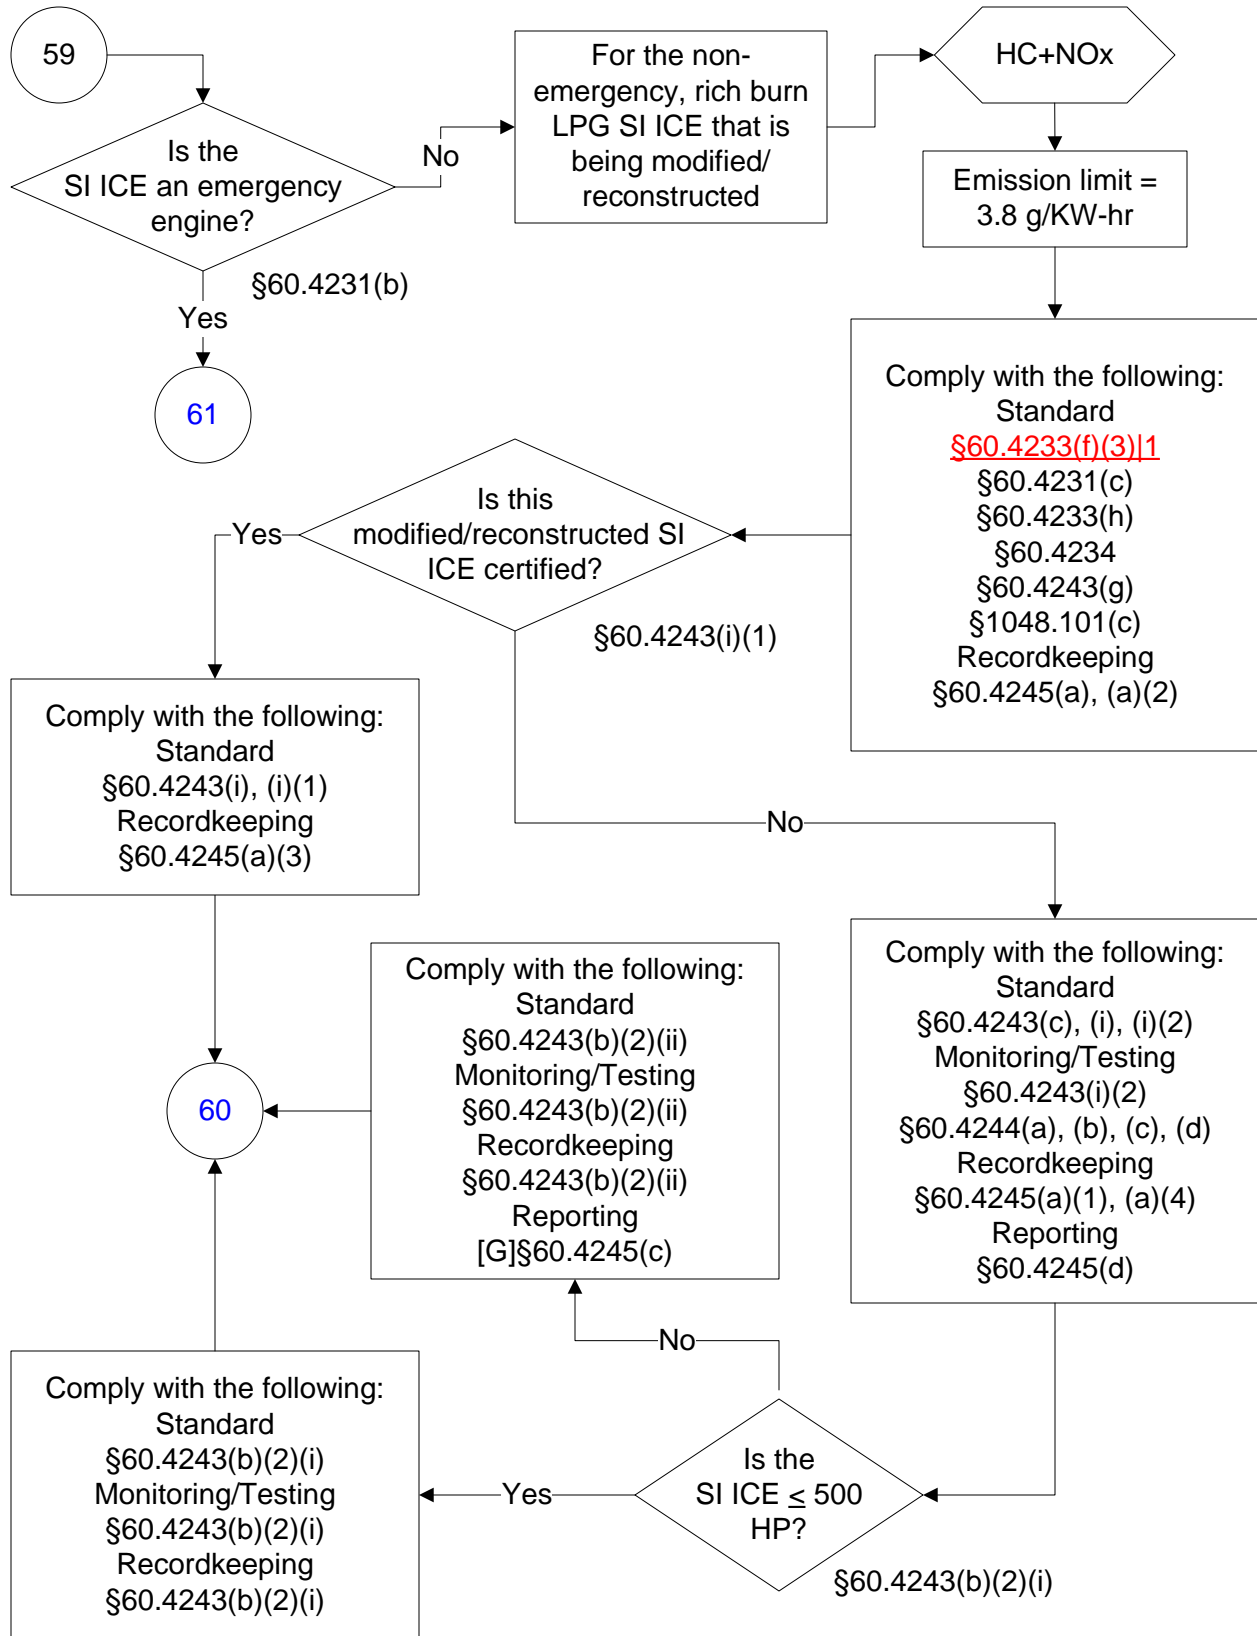 59
Is the
SI ICE an emergency
engine?
§60.4231(b)
No
Yes
61
For the non-
emergency, rich burn
LPG SI ICE that is
being modified/
reconstructed
HC+NOx
Emission limit =
3.8 g/KW-hr
Comply with the following:
Standard
§60.4233(f)(3)|1
§60.4231(c)
§60.4233(h)
§60.4234
§60.4243(g)
§1048.101(c)
Recordkeeping
§60.4245(a), (a)(2)
Is this
modified/reconstructed SI
ICE certified?
§60.4243(i)(1)
Yes
No
Comply with the following:
Standard
§60.4243(i), (i)(1)
Recordkeeping
§60.4245(a)(3)
60
Comply with the following:
Standard
§60.4243(c), (i), (i)(2)
Monitoring/Testing
§60.4243(i)(2)
§60.4244(a), (b), (c), (d)
Recordkeeping
§60.4245(a)(1), (a)(4)
Reporting
§60.4245(d)
Is the
SI ICE ≤ 500
HP?
§60.4243(b)(2)(i)
No
Yes
Comply with the following:
Standard
§60.4243(b)(2)(ii)
Monitoring/Testing
§60.4243(b)(2)(ii)
Recordkeeping
§60.4243(b)(2)(ii)
Reporting
[G]§60.4245(c)
Comply with the following:
Standard
§60.4243(b)(2)(i)
Monitoring/Testing
§60.4243(b)(2)(i)
Recordkeeping
§60.4243(b)(2)(i)